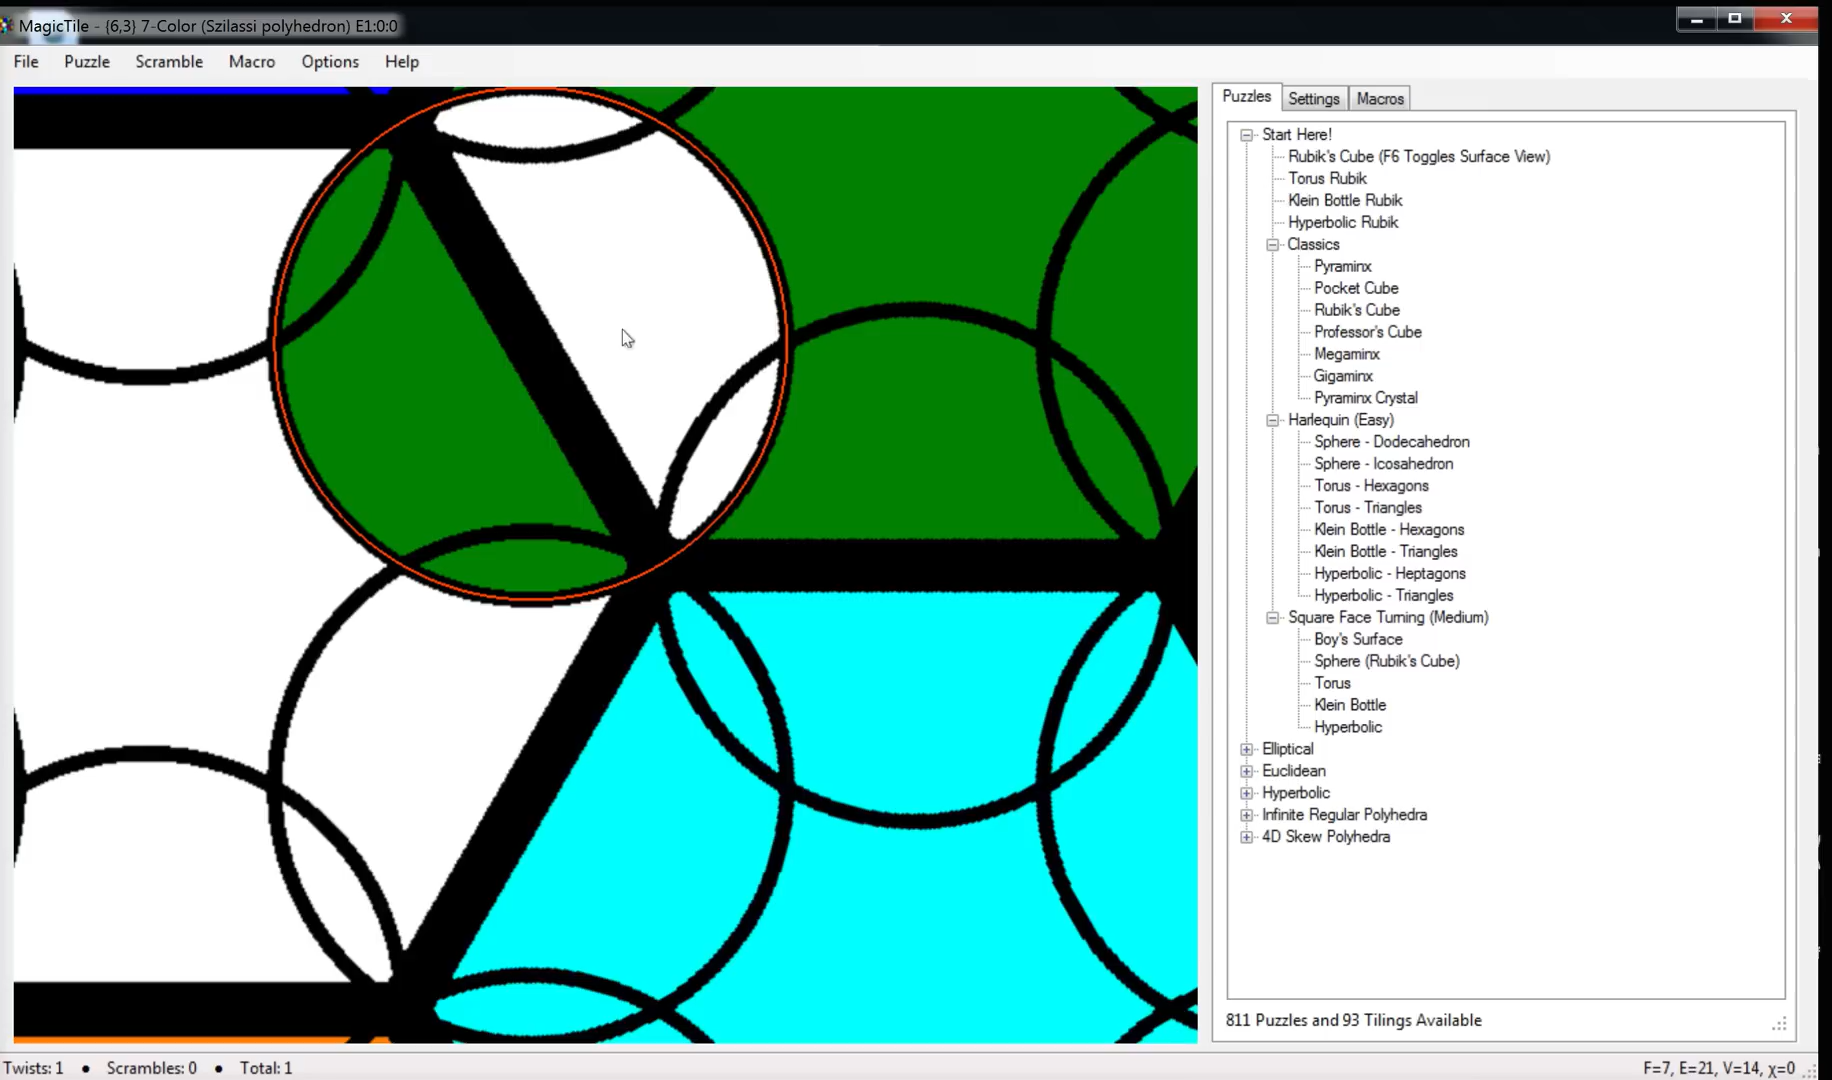 MagicTile - {6,3} 7-Color (Szilassi polyhedron) E1:0:0
File Puzzle Scramble Macro Options Help
Puzzles Settings Macros
Start Here!
Rubik's Cube (F6 Toggles Surface View)
Torus Rubik
Klein Bottle Rubik
Hyperbolic Rubik
Classics
Pyraminx
Pocket Cube
Rubik's Cube
Professor's Cube
Megaminx
Gigaminx
Pyraminx Crystal
Harlequin (Easy)
Sphere - Dodecahedron
Sphere - Icosahedron
Torus - Hexagons
Torus - Triangles
Klein Bottle - Hexagons
Klein Bottle - Triangles
Hyperbolic - Heptagons
Hyperbolic - Triangles
Square Face Turning (Medium)
Boy's Surface
Sphere (Rubik's Cube)
Torus
Klein Bottle
Hyperbolic
Elliptical
Euclidean
Hyperbolic
Infinite Regular Polyhedra
4D Skew Polyhedra
811 Puzzles and 93 Tilings Available
Twists: 1 ● Scrambles: 0 ● Total: 1
F=7, E=21, V=14, χ=0